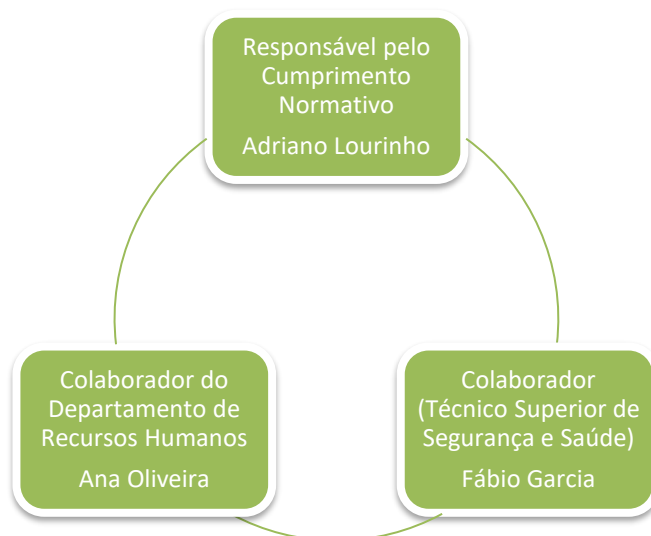 Responsável pelo
Cumprimento
Normativo
Adriano Lourinho
Colaborador do
Departamento de
Recursos Humanos
Ana Oliveira
Colaborador
(Técnico Superior de
Segurança e Saúde)
Fábio Garcia